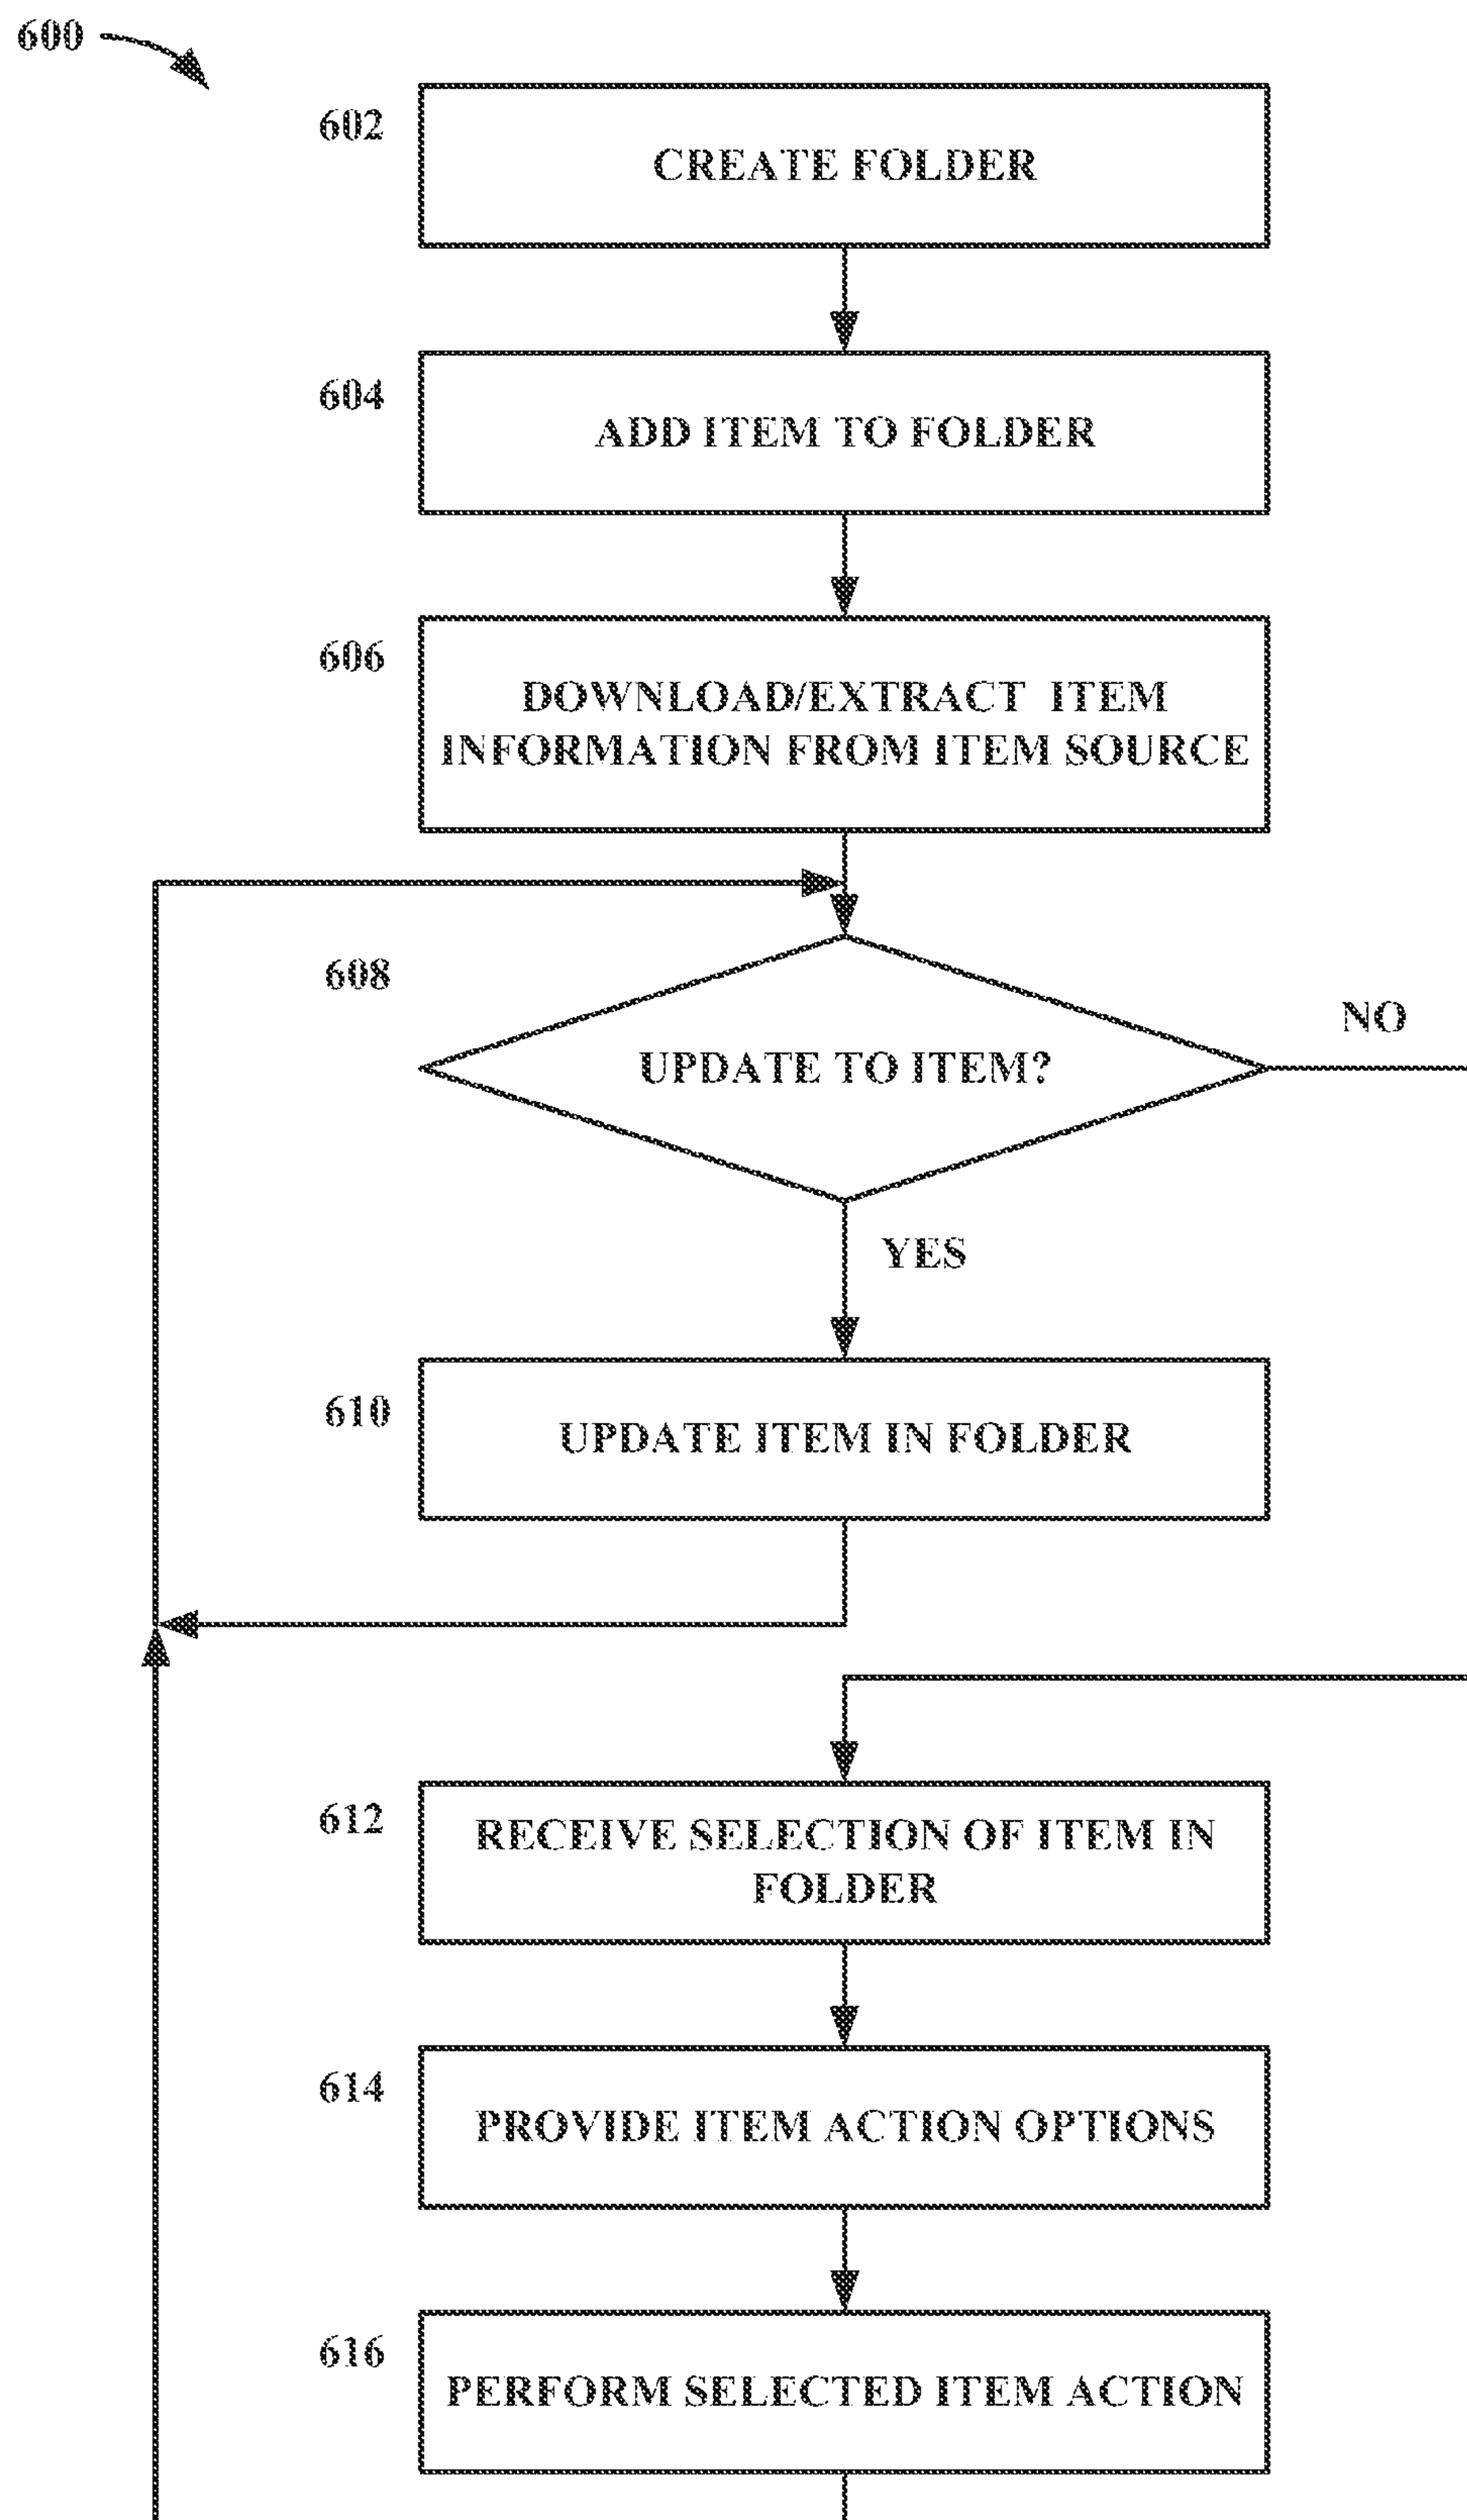 600
602
CREATE FOLDER
604
ADD ITEM TO FOLDER
606
DOWNLOAD/EXTRACT ITEM
INFORMATION FROM ITEM SOURCE
608
UPDATE TO ITEM?
NO
YES
610
UPDATE ITEM IN FOLDER
612
RECEIVE SELECTION OF ITEM IN
FOLDER
614
PROVIDE ITEM ACTION OPTIONS
616
PERFORM SELECTED ITEM ACTION